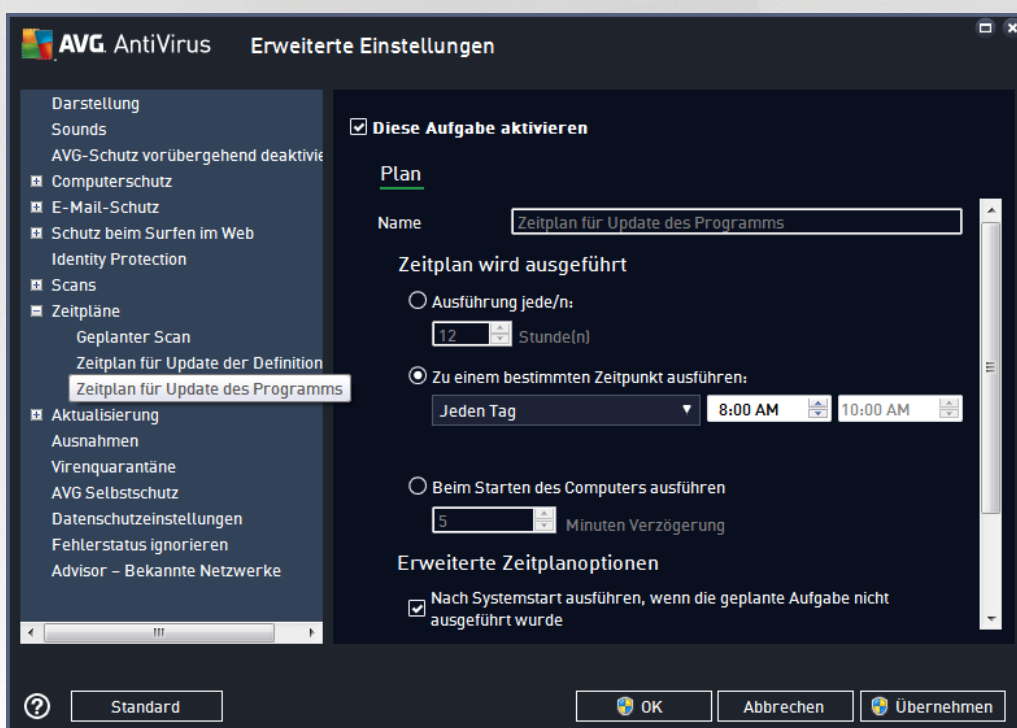 AVG. AntiVirus Erweiterte Einstellungen
Darstellung
Sounds
AVG-Schutz vorübergehend deaktivie
Computerschutz
E-Mail-Schutz
Schutz beim Surfen im Web
Identity Protection
Scans
Zeitpläne
Geplanter Scan
Zeitplan für Update der Definition
Zeitplan für Update des Programms
Aktualisierung
Ausnahmen
Virenquarantäne
AVG Selbstschutz
Datenschutzeinstellungen
Fehlerstatus ignorieren
Advisor – Bekannte Netzwerke
Diese Aufgabe aktivieren
Plan
Name Zeitplan für Update des Programms
Zeitplan wird ausgeführt
Ausführung jede/n:
12 Stunde(n)
Zu einem bestimmten Zeitpunkt ausführen:
Jeden Tag 8:00 AM 10:00 AM
Beim Starten des Computers ausführen
5 Minuten Verzögerung
Erweiterte Zeitplanoptionen
Nach Systemstart ausführen, wenn die geplante Aufgabe nicht
ausgeführt wurde
? Standard OK Abbrechen Übernehmen